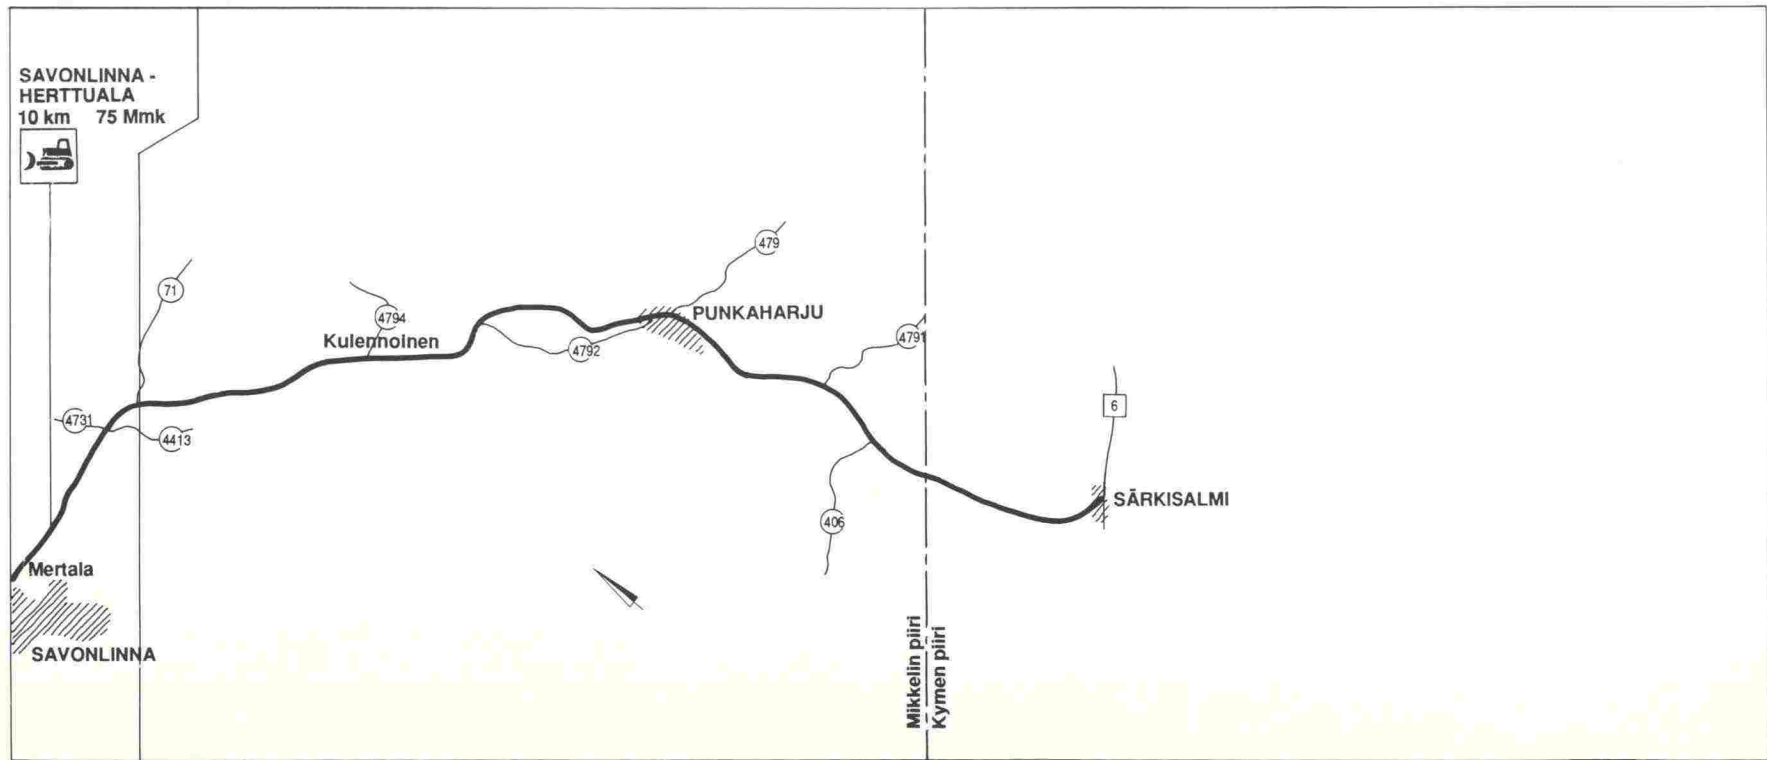 SAVONLINNA -
HERTTUALA
10 km 75 Mmk
479
71
4794
PUNKAHARJU
Kulennoinen
4791
4792
6
4731
4413
SÄRKISALMI
406
Mertala
SAVONLINNA
Mikkelin piiri
Kymen piiri